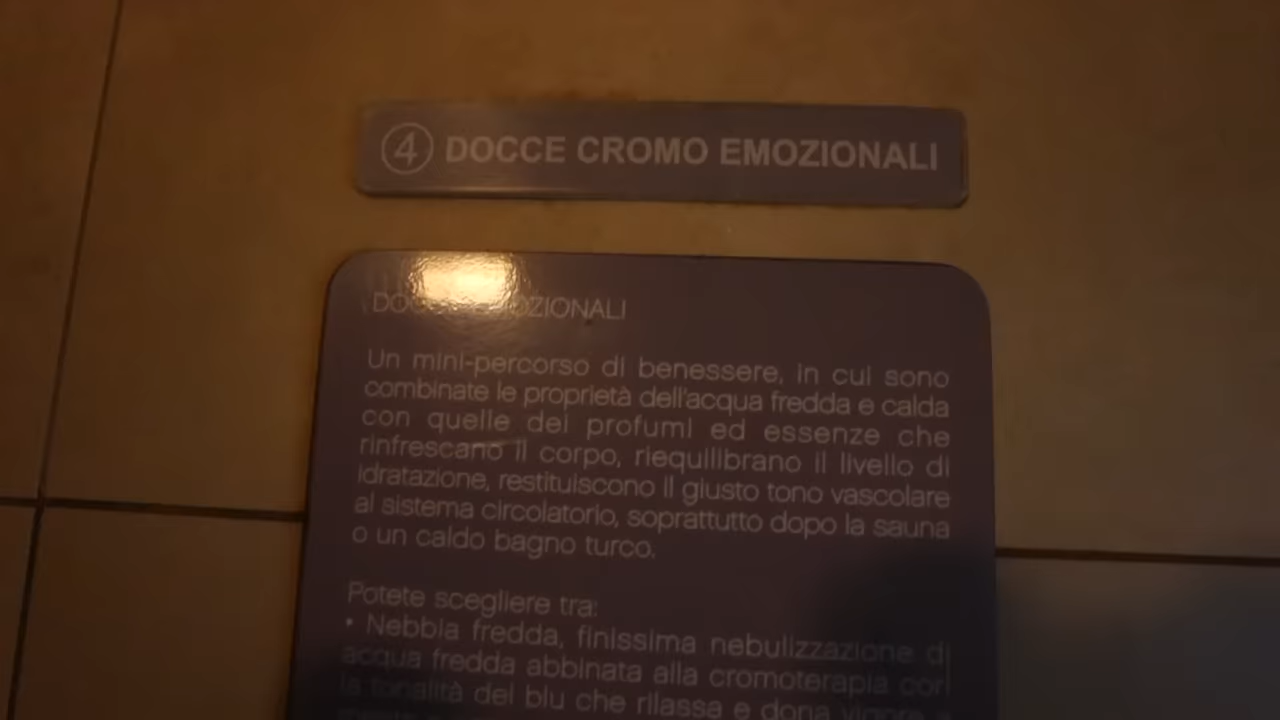 4 DOCCE CROMO EMOZIONALI
EMOZIONALI
Un mini-percorso di benessere, in cui sono
combinate le proprietà dell'acqua fredda e calda
con quelle dei profumi ed essenze che
rinfrescano il corpo, riequilibrano il livello di
idratazione, restituiscono il giusto tono vascolare
al sistema circolatorio, soprattutto dopo la sauna
o un caldo bagno turco.
Potete scegliere tra:
• Nebbia fredda, finissima nebulizzazione di
acqua fredda abbinata alla cromoterapia con
la tonalità del blu che rilassa e dona vigore